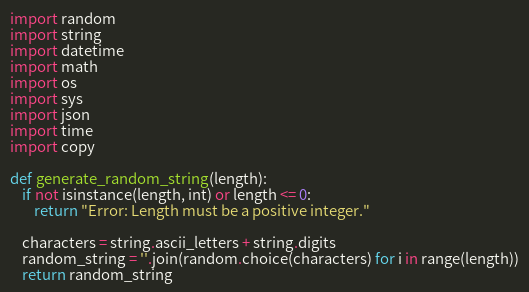 import random
import string
import datetime
import math
import os
import sys
import json
import time
import copy

def generate_random_string(length):
    if not isinstance(length, int) or length <= 0:
        return "Error: Length must be a positive integer."

    characters = string.ascii_letters + string.digits
    random_string = ''.join(random.choice(characters) for i in range(length))
    return random_string